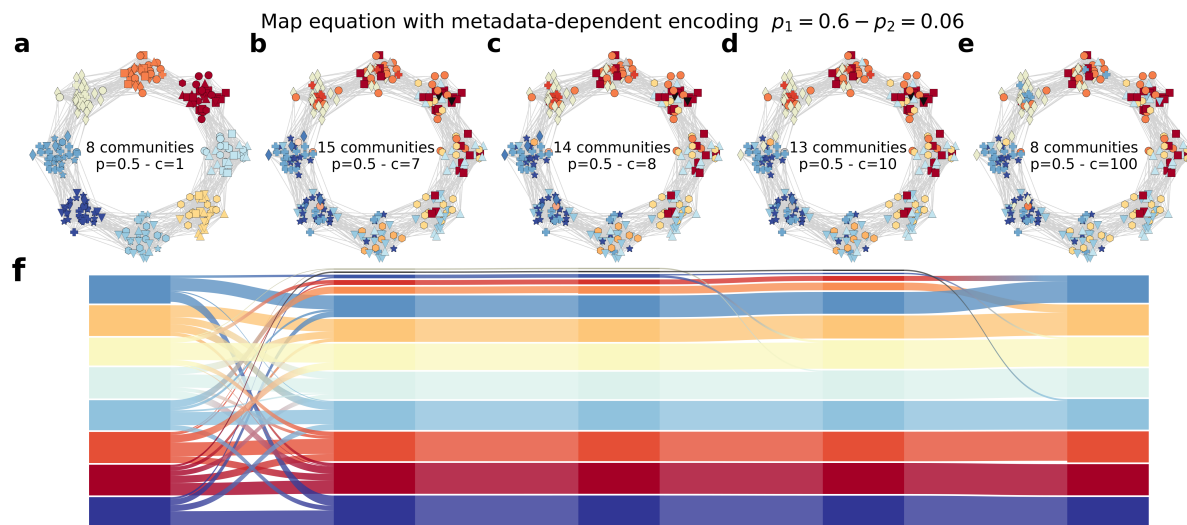 Map equation with metadata-dependent encoding p₁ = 0.6 − p₂ = 0.06
a b c d e
8 communities
p=0.5 - c=1
15 communities
p=0.5 - c=7
14 communities
p=0.5 - c=8
13 communities
p=0.5 - c=10
8 communities
p=0.5 - c=100
f